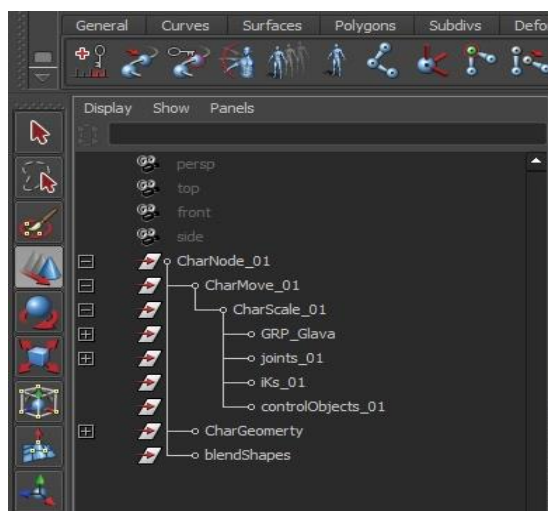 General Curves Surfaces Polygons Subdivs Defo
Display Show Panels
persp
top
front
side
CharNode_01
CharMove_01
CharScale_01
GRP_Glava
joints_01
iKs_01
controlObjects_01
CharGeomerty
blendShapes